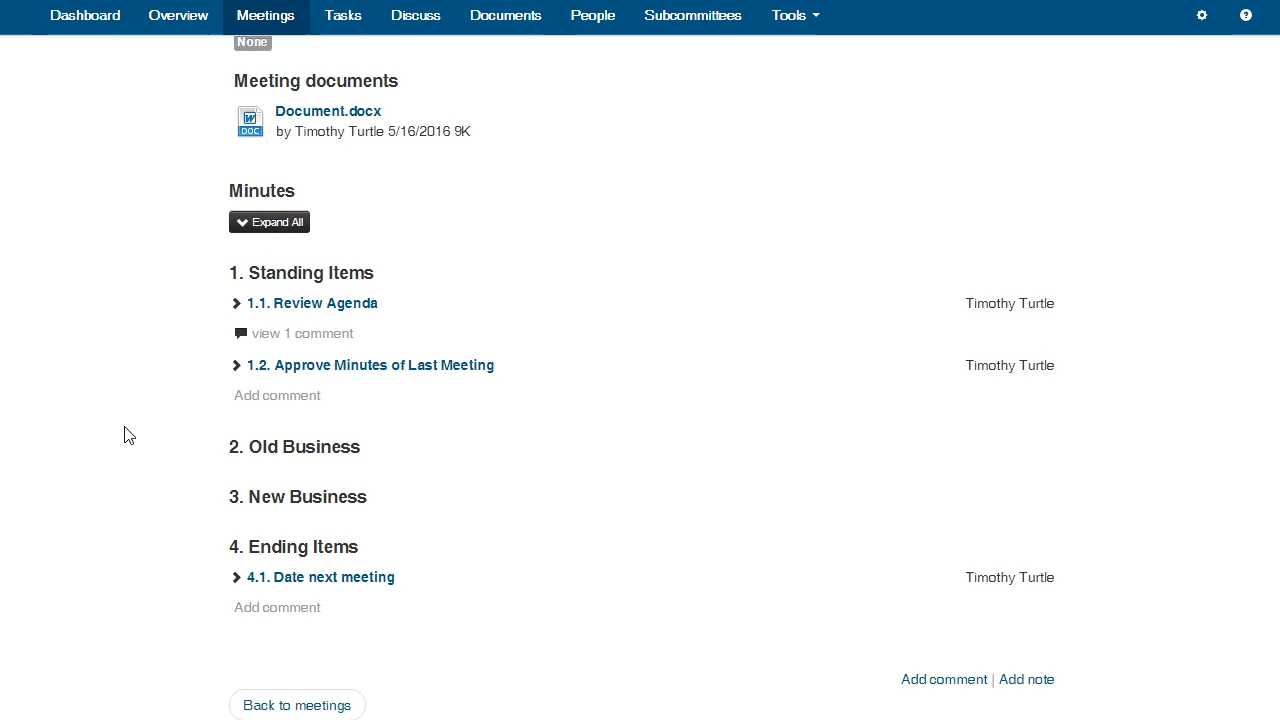 Dashboard Overview Meetings Tasks Discuss Documents People Subcommittees Tools
None
Meeting documents
Document.docx
DOC
by Timothy Turtle 5/16/2016 9K
Minutes
Expand All
1. Standing Items
1.1. Review Agenda Timothy Turtle
view 1 comment
1.2. Approve Minutes of Last Meeting Timothy Turtle
Add comment
2. Old Business
3. New Business
4. Ending Items
4.1. Date next meeting Timothy Turtle
Add comment
Add comment | Add note
Back to meetings